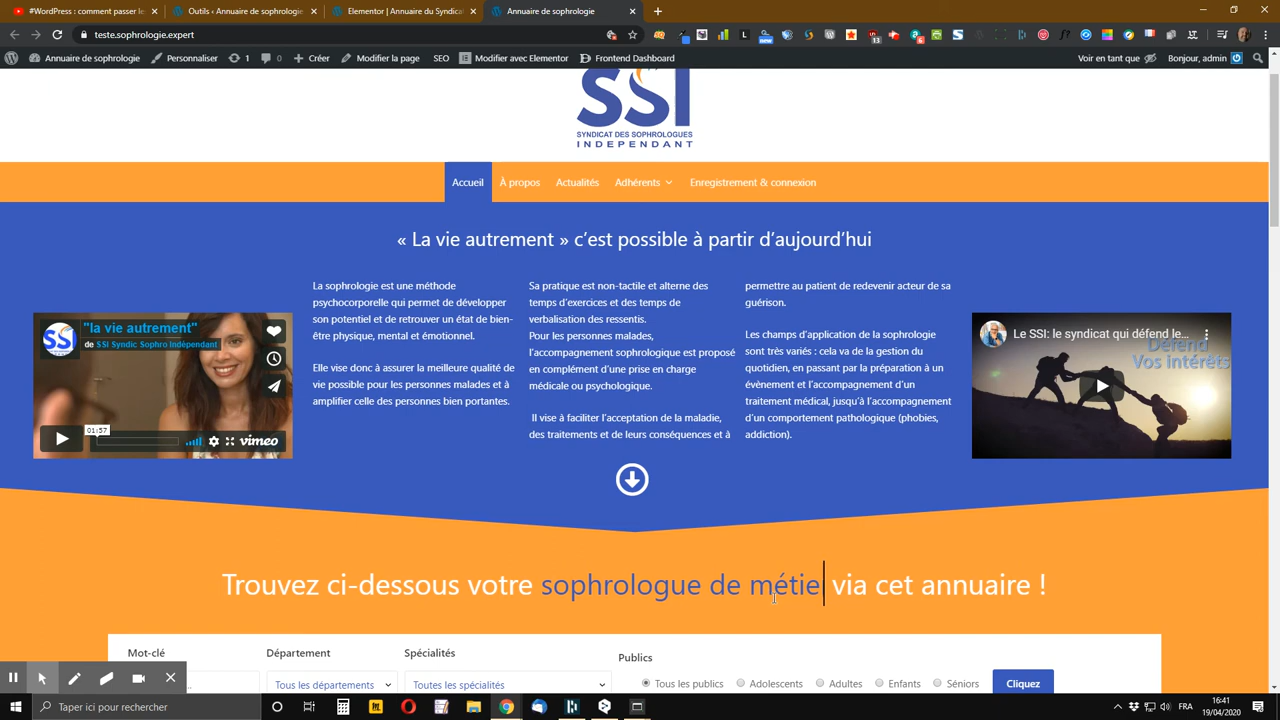 #WordPress : comment passer le
Outils ‹ Annuaire de sophrologie
Elementor | Annuaire du Syndicat
Annuaire de sophrologie
teste.sophrologie.expert
Annuaire de sophrologie
Personnaliser
1
0
Créer
Modifier la page
SEO
Modifier avec Elementor
Frontend Dashboard
Voir en tant que
Bonjour, admin
SSI
SYNDICAT DES SOPHROLOGUES
INDEPENDANT
Accueil
À propos
Actualités
Adhérents
Enregistrement & connexion
« La vie autrement » c'est possible à partir d'aujourd'hui
La sophrologie est une méthode
psychocorporelle qui permet de développer
son potentiel et de retrouver un état de bien-
être physique, mental et émotionnel.
Elle vise donc à assurer la meilleure qualité de
vie possible pour les personnes malades et à
amplifier celle des personnes bien portantes.
Sa pratique est non-tactile et alterne des
temps d'exercices et des temps de
verbalisation des ressentis.
Pour les personnes malades,
l'accompagnement sophrologique est proposé
en complément d'une prise en charge
médicale ou psychologique.
Il vise à faciliter l'acceptation de la maladie,
des traitements et de leurs conséquences et à
permettre au patient de redevenir acteur de sa
guérison.
Les champs d'application de la sophrologie
sont très variés : cela va de la gestion du
quotidien, en passant par la préparation à un
évènement et l'accompagnement d'un
traitement médical, jusqu'à l'accompagnement
d'un comportement pathologique (phobies,
addiction).
SSI
"la vie autrement"
de SSI Syndic Sophro Indépendant
01:57
vimeo
Le SSI: le syndicat qui défend le...
Défend
Vos intérêts
Trouvez ci-dessous votre sophrologue de métie via cet annuaire !
Mot-clé
Département
Tous les départements
Spécialités
Toutes les spécialités
Publics
Tous les publics
Adolescents
Adultes
Enfants
Séniors
Cliquez
Taper ici pour rechercher
FRA
16:41
19/04/2020